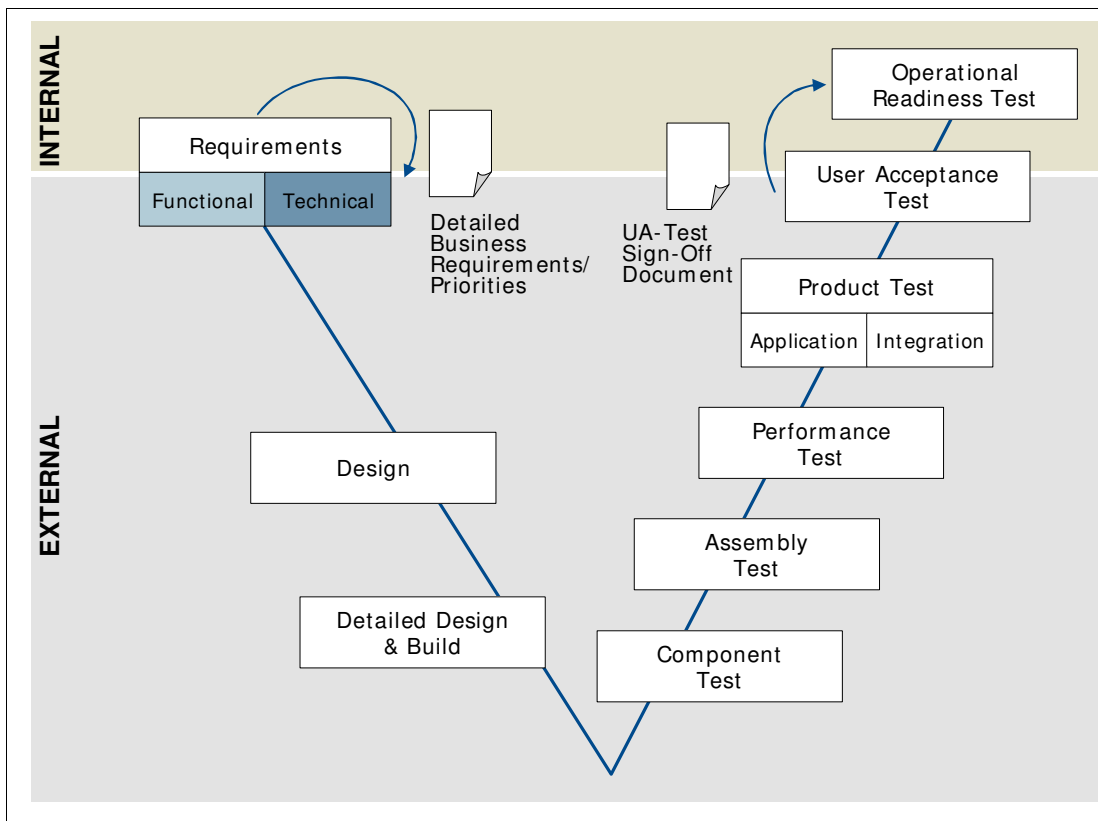 INTERNAL
Operational
Readiness Test
Requirements
Functional
Technical
User Acceptance
Test
Detailed
Business
Requirements/
Priorities
UA-Test
Sign-Off
Document
Product Test
Application
Integration
EXTERNAL
Performance
Test
Design
Assembly
Test
Detailed Design
& Build
Component
Test